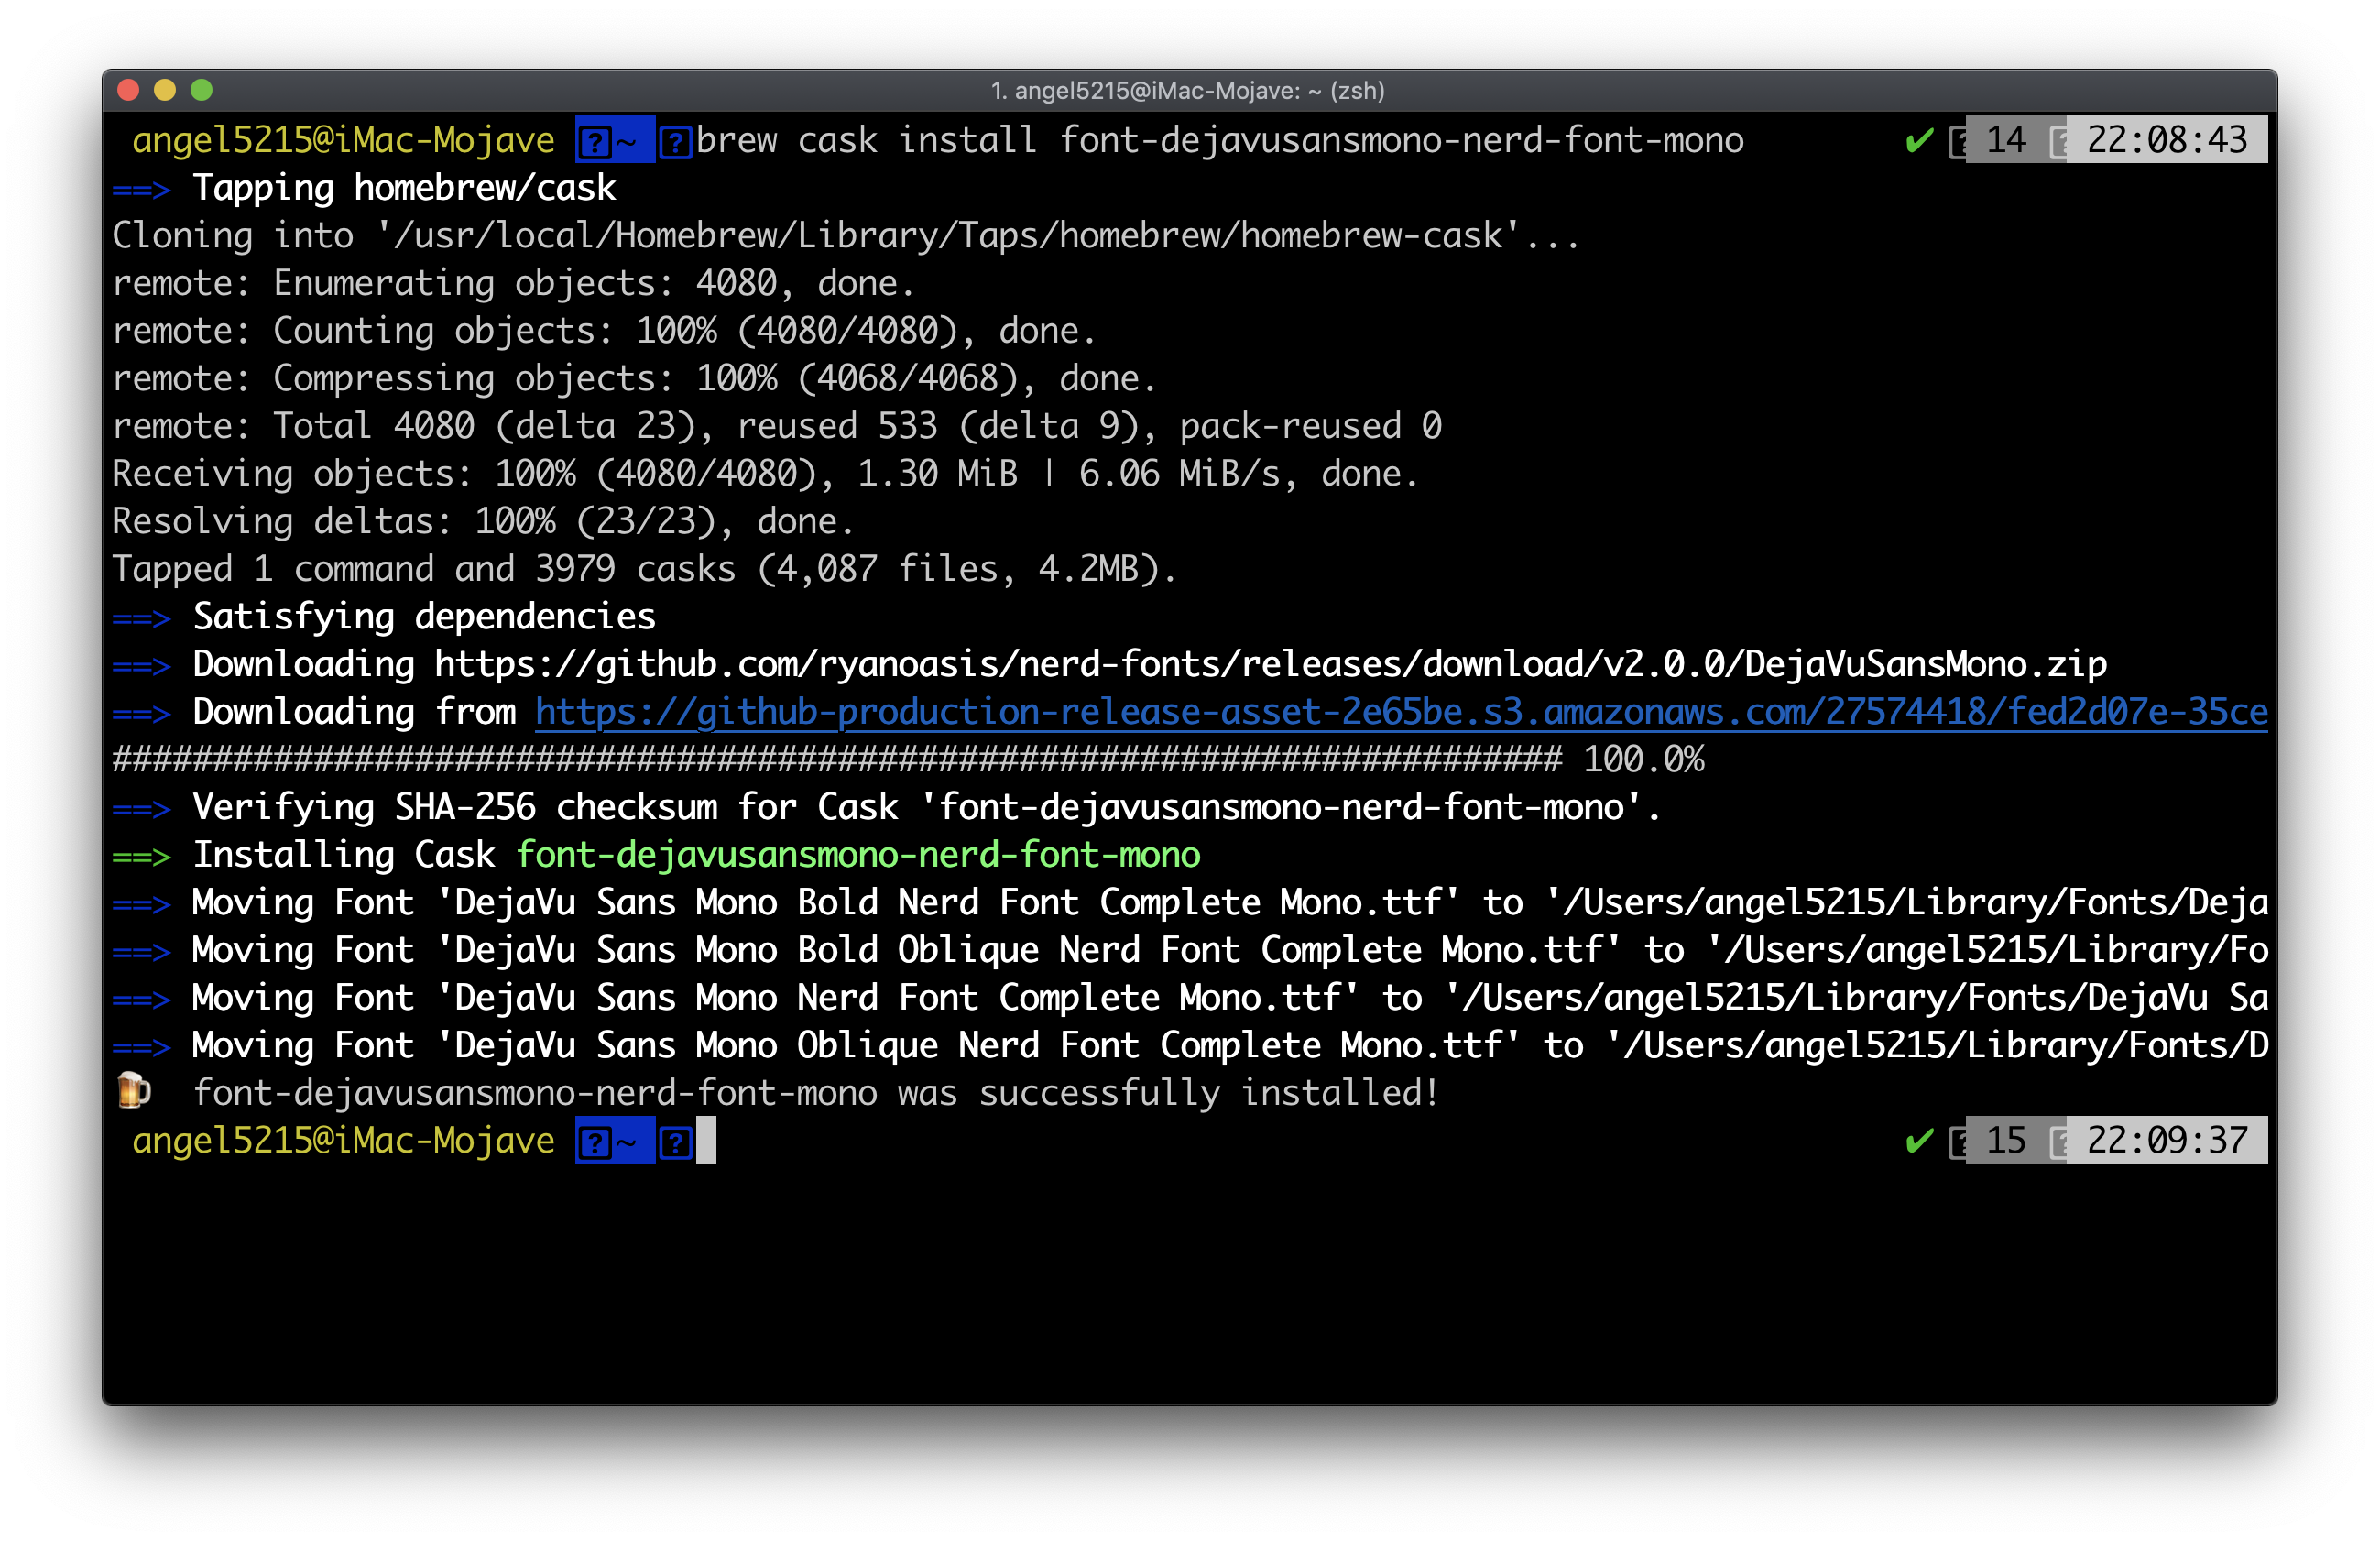 1. angel5215@iMac-Mojave: ~ (zsh)
angel5215@iMac-Mojave ~ brew cask install font-dejavusansmono-nerd-font-mono ✔ 14 22:08:43
==> Tapping homebrew/cask
Cloning into '/usr/local/Homebrew/Library/Taps/homebrew/homebrew-cask'...
remote: Enumerating objects: 4080, done.
remote: Counting objects: 100% (4080/4080), done.
remote: Compressing objects: 100% (4068/4068), done.
remote: Total 4080 (delta 23), reused 533 (delta 9), pack-reused 0
Receiving objects: 100% (4080/4080), 1.30 MiB | 6.06 MiB/s, done.
Resolving deltas: 100% (23/23), done.
Tapped 1 command and 3979 casks (4,087 files, 4.2MB).
==> Satisfying dependencies
==> Downloading https://github.com/ryanoasis/nerd-fonts/releases/download/v2.0.0/DejaVuSansMono.zip
==> Downloading from https://github-production-release-asset-2e65be.s3.amazonaws.com/27574418/fed2d07e-35ce
######################################################################## 100.0%
==> Verifying SHA-256 checksum for Cask 'font-dejavusansmono-nerd-font-mono'.
==> Installing Cask font-dejavusansmono-nerd-font-mono
==> Moving Font 'DejaVu Sans Mono Bold Nerd Font Complete Mono.ttf' to '/Users/angel5215/Library/Fonts/Deja
==> Moving Font 'DejaVu Sans Mono Bold Oblique Nerd Font Complete Mono.ttf' to '/Users/angel5215/Library/Fo
==> Moving Font 'DejaVu Sans Mono Nerd Font Complete Mono.ttf' to '/Users/angel5215/Library/Fonts/DejaVu Sa
==> Moving Font 'DejaVu Sans Mono Oblique Nerd Font Complete Mono.ttf' to '/Users/angel5215/Library/Fonts/D
🍺 font-dejavusansmono-nerd-font-mono was successfully installed!
angel5215@iMac-Mojave ~ ✔ 15 22:09:37